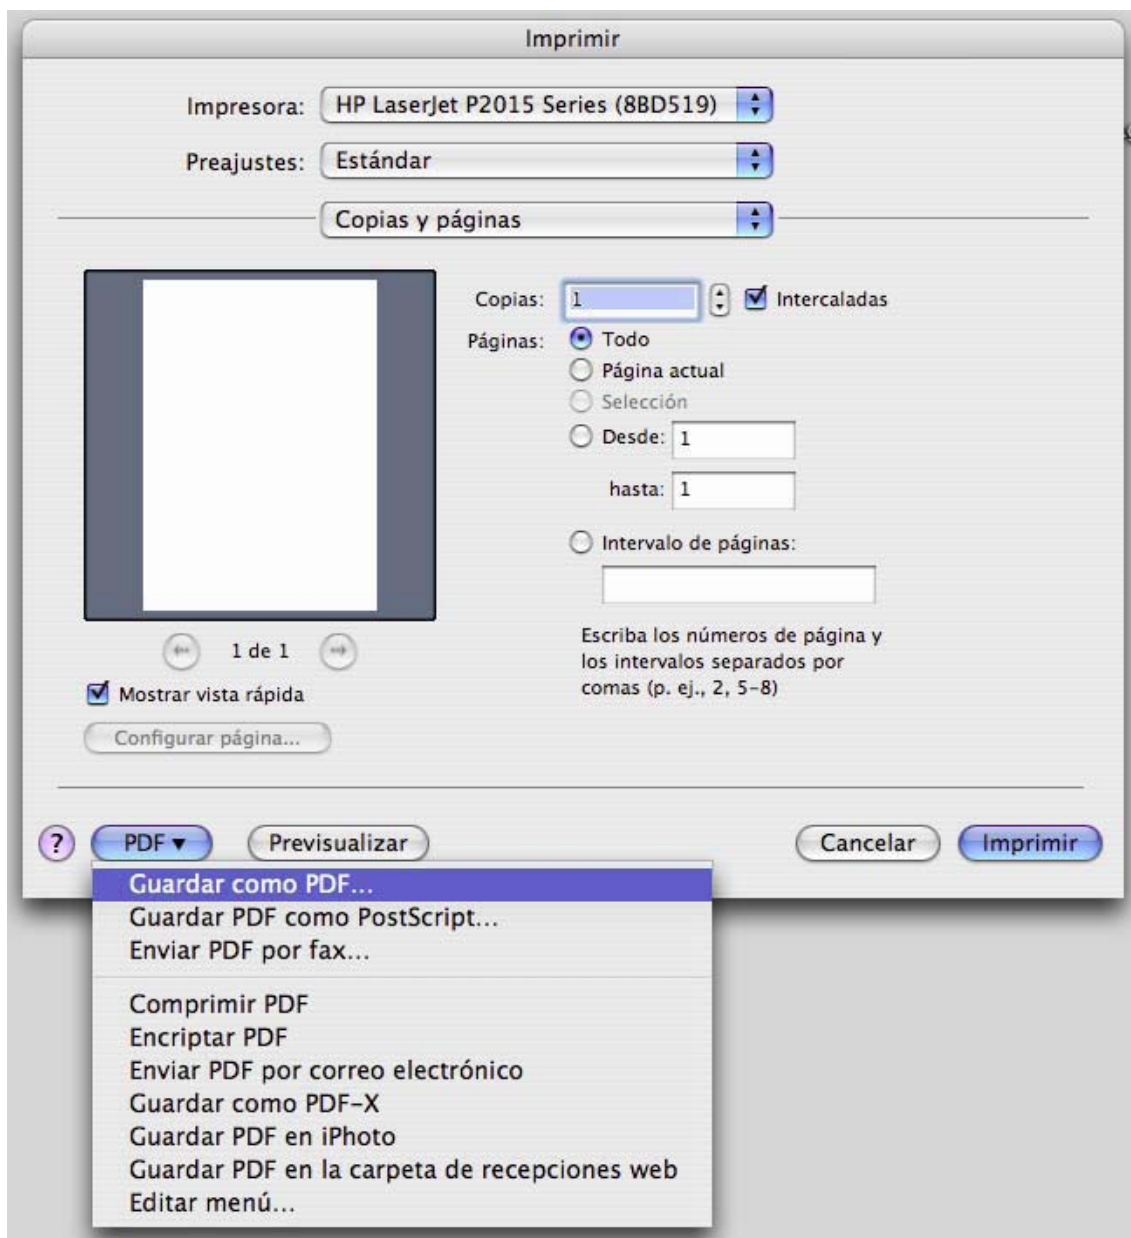 Imprimir
Impresora: HP LaserJet P2015 Series (8BD519)
Preajustes: Estándar
Copias y páginas
Copias: 1 Intercaladas
Páginas: Todo
Página actual
Selección
Desde: 1
hasta: 1
Intervalo de páginas:
Escriba los números de página y
los intervalos separados por
comas (p. ej., 2, 5-8)
1 de 1
Mostrar vista rápida
Configurar página...
? PDF Previsualizar Cancelar Imprimir
Guardar como PDF...
Guardar PDF como PostScript...
Enviar PDF por fax...
Comprimir PDF
Encriptar PDF
Enviar PDF por correo electrónico
Guardar como PDF-X
Guardar PDF en iPhoto
Guardar PDF en la carpeta de recepciones web
Editar menú...